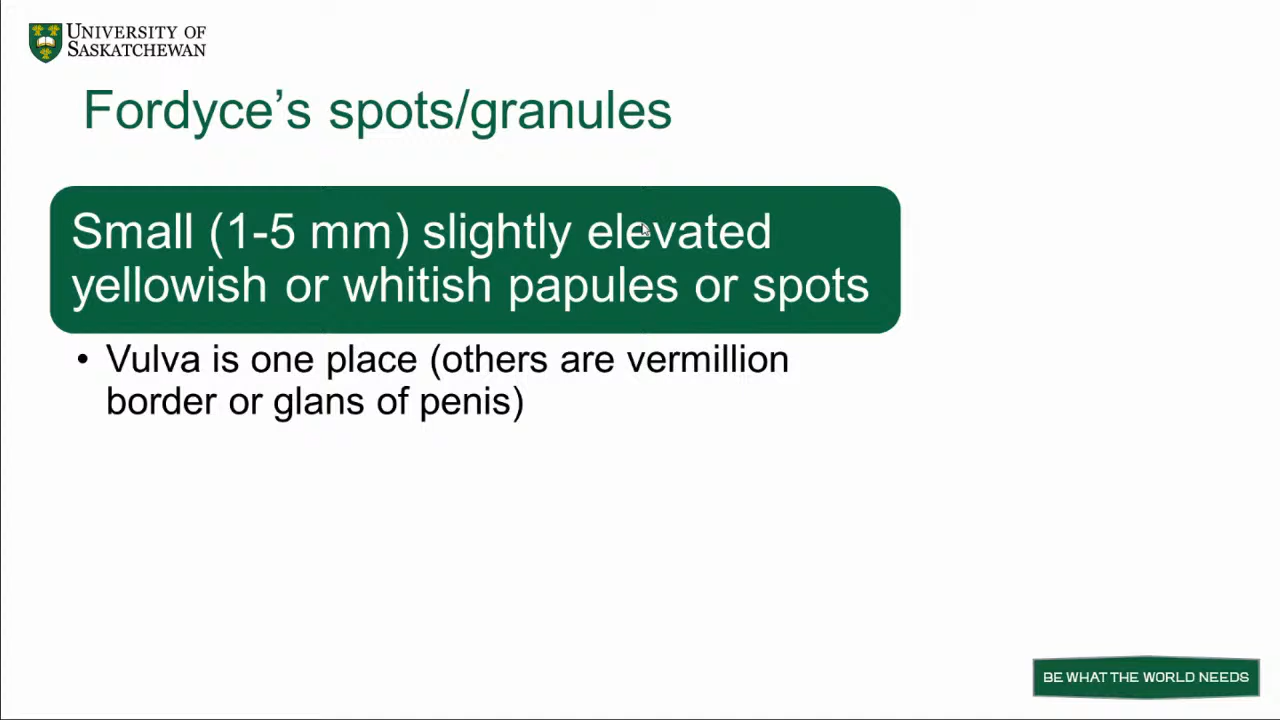 UNIVERSITY OF
SASKATCHEWAN
Fordyce's spots/granules
Small (1-5 mm) slightly elevated
yellowish or whitish papules or spots
• Vulva is one place (others are vermillion
border or glans of penis)
BE WHAT THE WORLD NEEDS